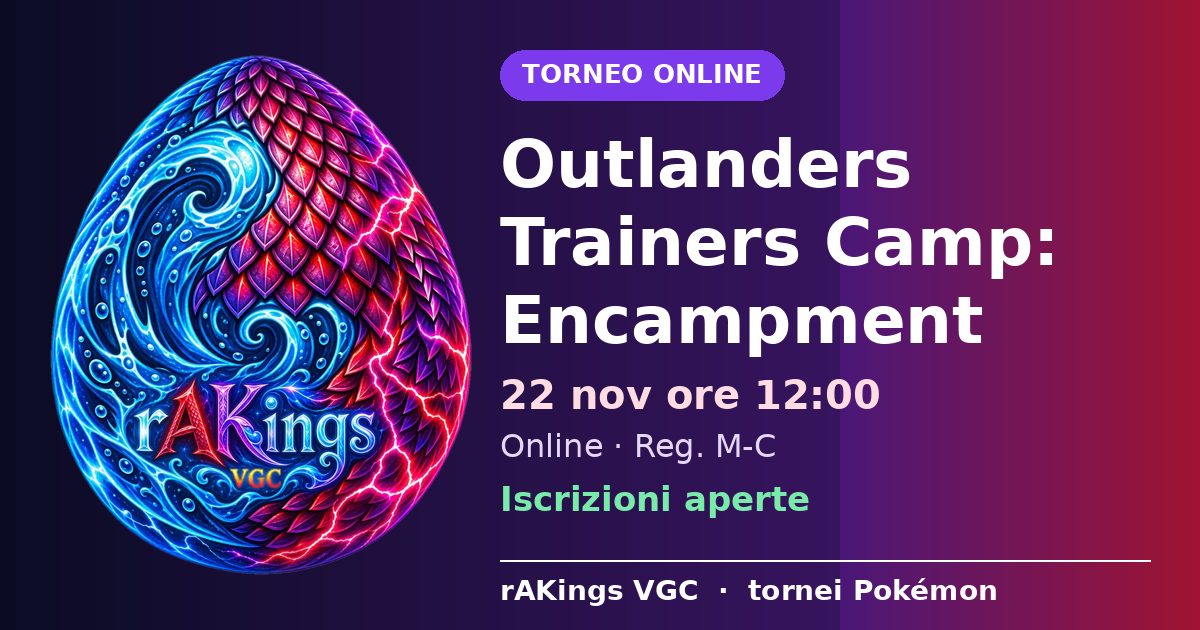 TORNEO ONLINE
Outlanders
Trainers Camp:
Encampment
22 nov ore 12:00
Online · Reg. M-C
Iscrizioni aperte
rAKings
VGC
rAKings VGC · tornei Pokémon